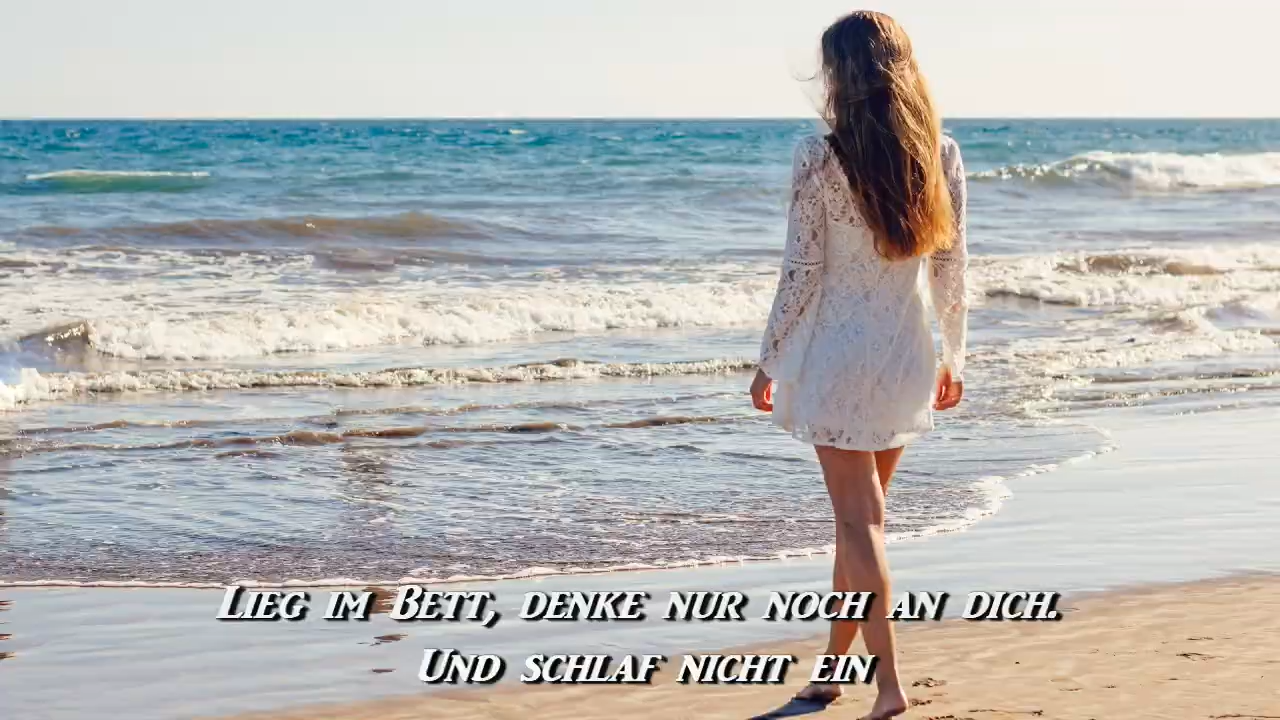 Lieg im Bett, denke nur noch an dich.
Und schlaf nicht ein